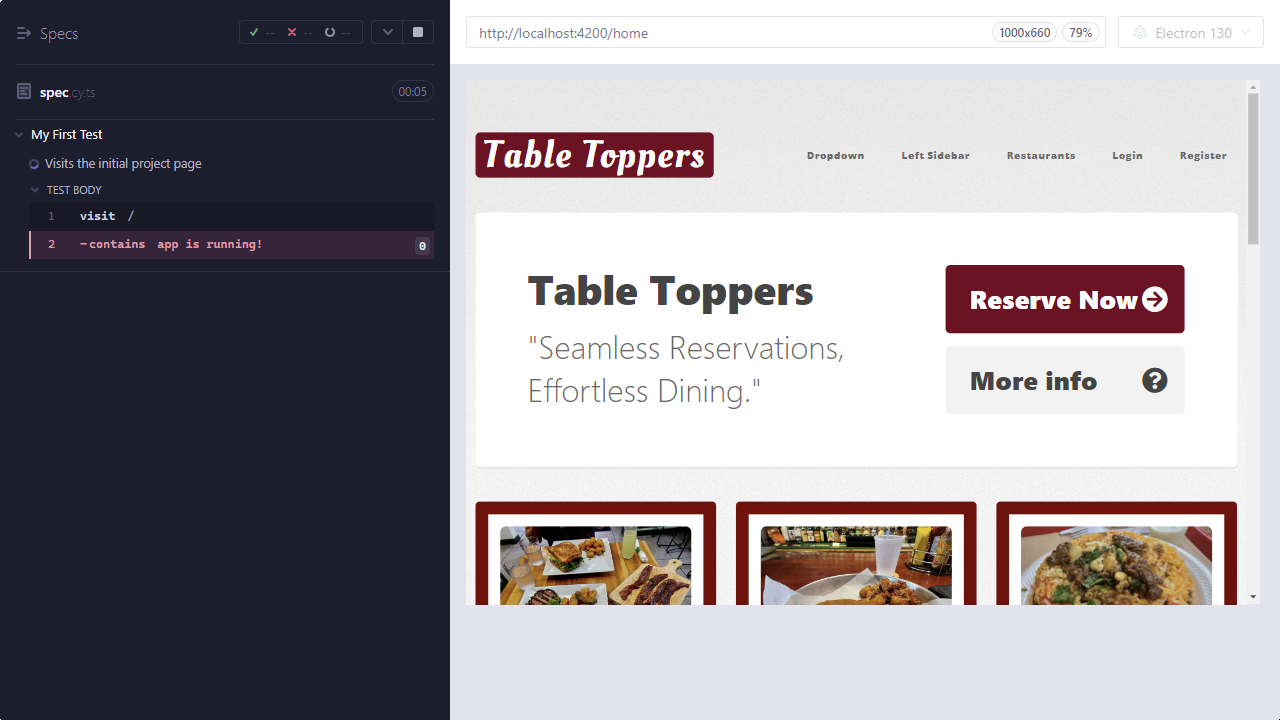 Specs
--
--
--
spec.cy.ts
00:05
My First Test
Visits the initial project page
TEST BODY
1 visit /
2 -contains app is running! 0
http://localhost:4200/home
1000x660
79%
Electron 130
Table Toppers
Dropdown
Left Sidebar
Restaurants
Login
Register
Table Toppers
"Seamless Reservations,
Effortless Dining."
Reserve Now
More info